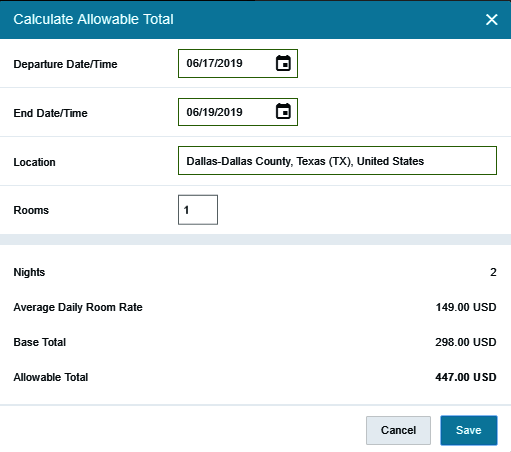 Calculate Allowable Total
Departure Date/Time 06/17/2019
End Date/Time 06/19/2019
Location Dallas-Dallas County, Texas (TX), United States
Rooms 1
Nights 2
Average Daily Room Rate 149.00 USD
Base Total 298.00 USD
Allowable Total 447.00 USD
Cancel Save